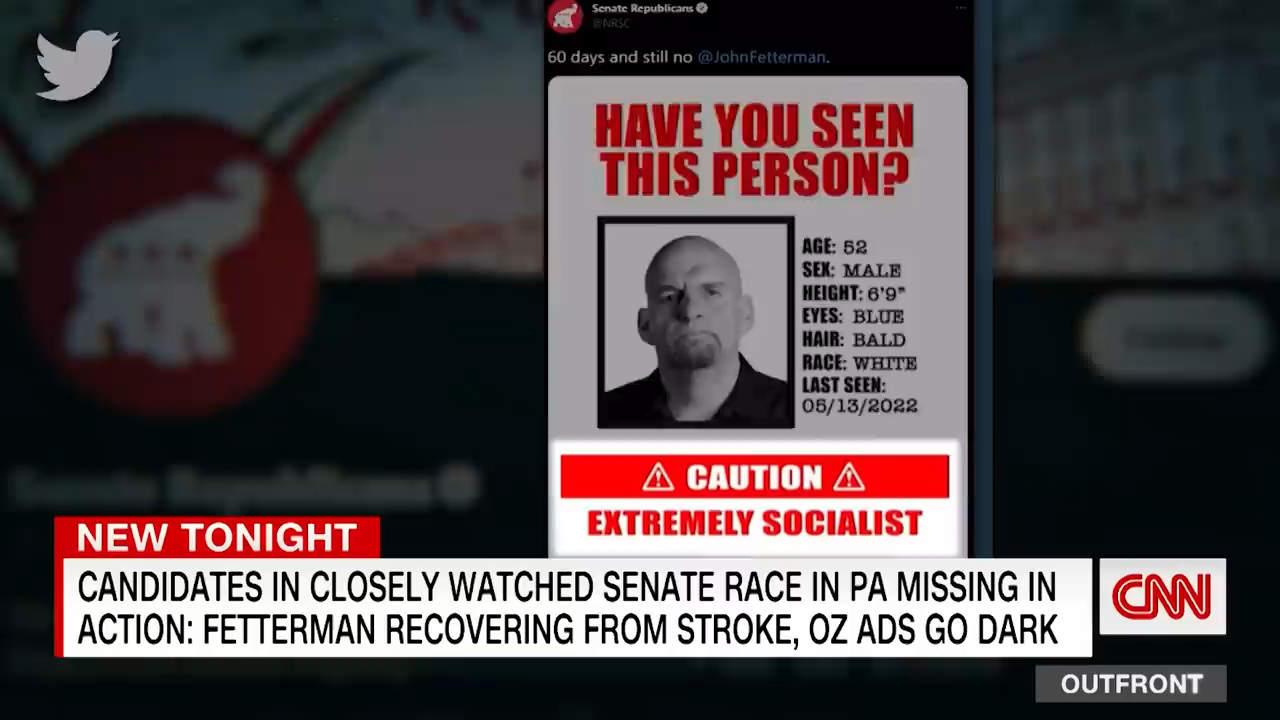 Senate Republicans
@NRSC
60 days and still no @JohnFetterman.
HAVE YOU SEEN
THIS PERSON?
AGE: 52
SEX: MALE
HEIGHT: 6'9"
EYES: BLUE
HAIR: BALD
RACE: WHITE
LAST SEEN:
05/13/2022
CAUTION
EXTREMELY SOCIALIST
NEW TONIGHT
CANDIDATES IN CLOSELY WATCHED SENATE RACE IN PA MISSING IN
ACTION: FETTERMAN RECOVERING FROM STROKE, OZ ADS GO DARK
CNN
OUTFRONT